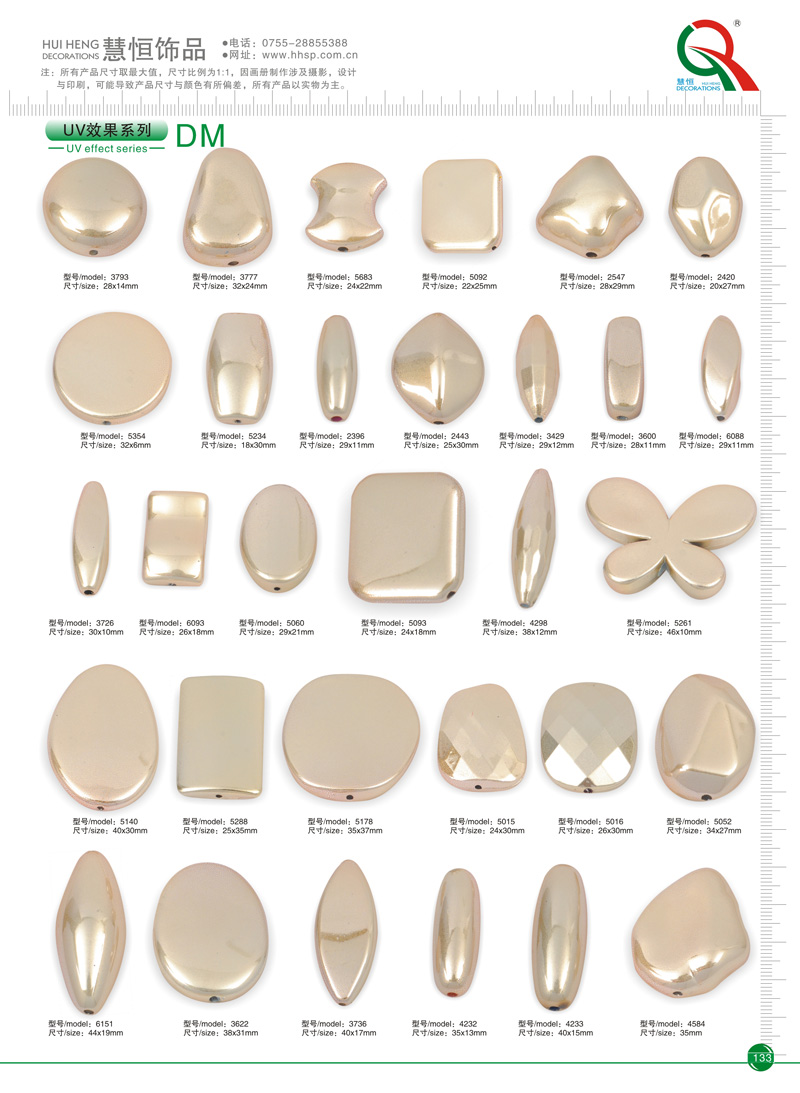 HUI HENG
DECORATIONS
慧恒饰品
●电话：0755-28855388
●网址：www.hhsp.com.cn
注：所有产品尺寸取最大值，尺寸比例为1:1，因画册制作涉及摄影，设计
与印刷，可能导致产品尺寸与颜色有所偏差，所有产品以实物为主。
®
慧恒 HUI HENG
DECORATIONS
UV效果系列
UV effect series
DM
型号/model：3793
尺寸/size：28x14mm
型号/model：3777
尺寸/size：32x24mm
型号/model：5683
尺寸/size：24x22mm
型号/model：5092
尺寸/size：22x25mm
型号/model：2547
尺寸/size：28x29mm
型号/model：2420
尺寸/size：20x27mm
型号/model：5354
尺寸/size：32x6mm
型号/model：5234
尺寸/size：18x30mm
型号/model：2396
尺寸/size：29x11mm
型号/model：2443
尺寸/size：25x30mm
型号/model：3429
尺寸/size：29x12mm
型号/model：3600
尺寸/size：28x11mm
型号/model：6088
尺寸/size：29x11mm
型号/model：3726
尺寸/size：30x10mm
型号/model：6093
尺寸/size：26x18mm
型号/model：5060
尺寸/size：29x21mm
型号/model：5093
尺寸/size：24x18mm
型号/model：4298
尺寸/size：38x12mm
型号/model：5261
尺寸/size：46x10mm
型号/model：5140
尺寸/size：40x30mm
型号/model：5288
尺寸/size：25x35mm
型号/model：5178
尺寸/size：35x37mm
型号/model：5015
尺寸/size：24x30mm
型号/model：5016
尺寸/size：26x30mm
型号/model：5052
尺寸/size：34x27mm
型号/model：6151
尺寸/size：44x19mm
型号/model：3622
尺寸/size：38x31mm
型号/model：3736
尺寸/size：40x17mm
型号/model：4232
尺寸/size：35x13mm
型号/model：4233
尺寸/size：40x15mm
型号/model：4584
尺寸/size：35mm
133